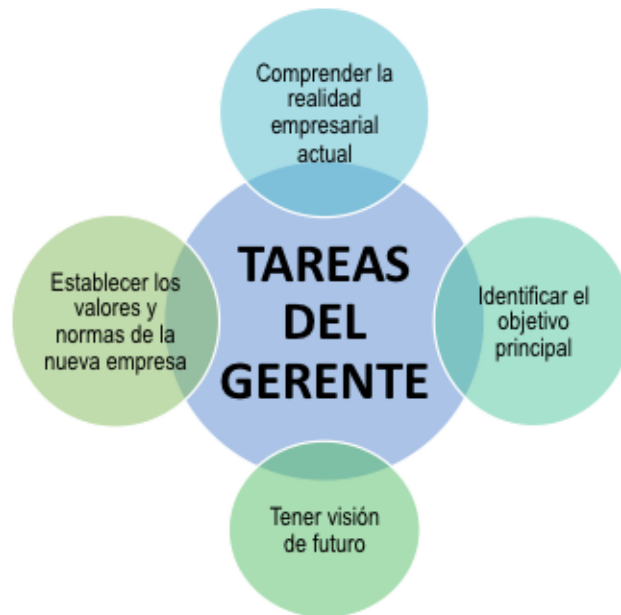 Comprender la
realidad
empresarial
actual
TAREAS
DEL
GERENTE
Establecer los
valores y
normas de la
nueva empresa
Identificar el
objetivo
principal
Tener visión
de futuro